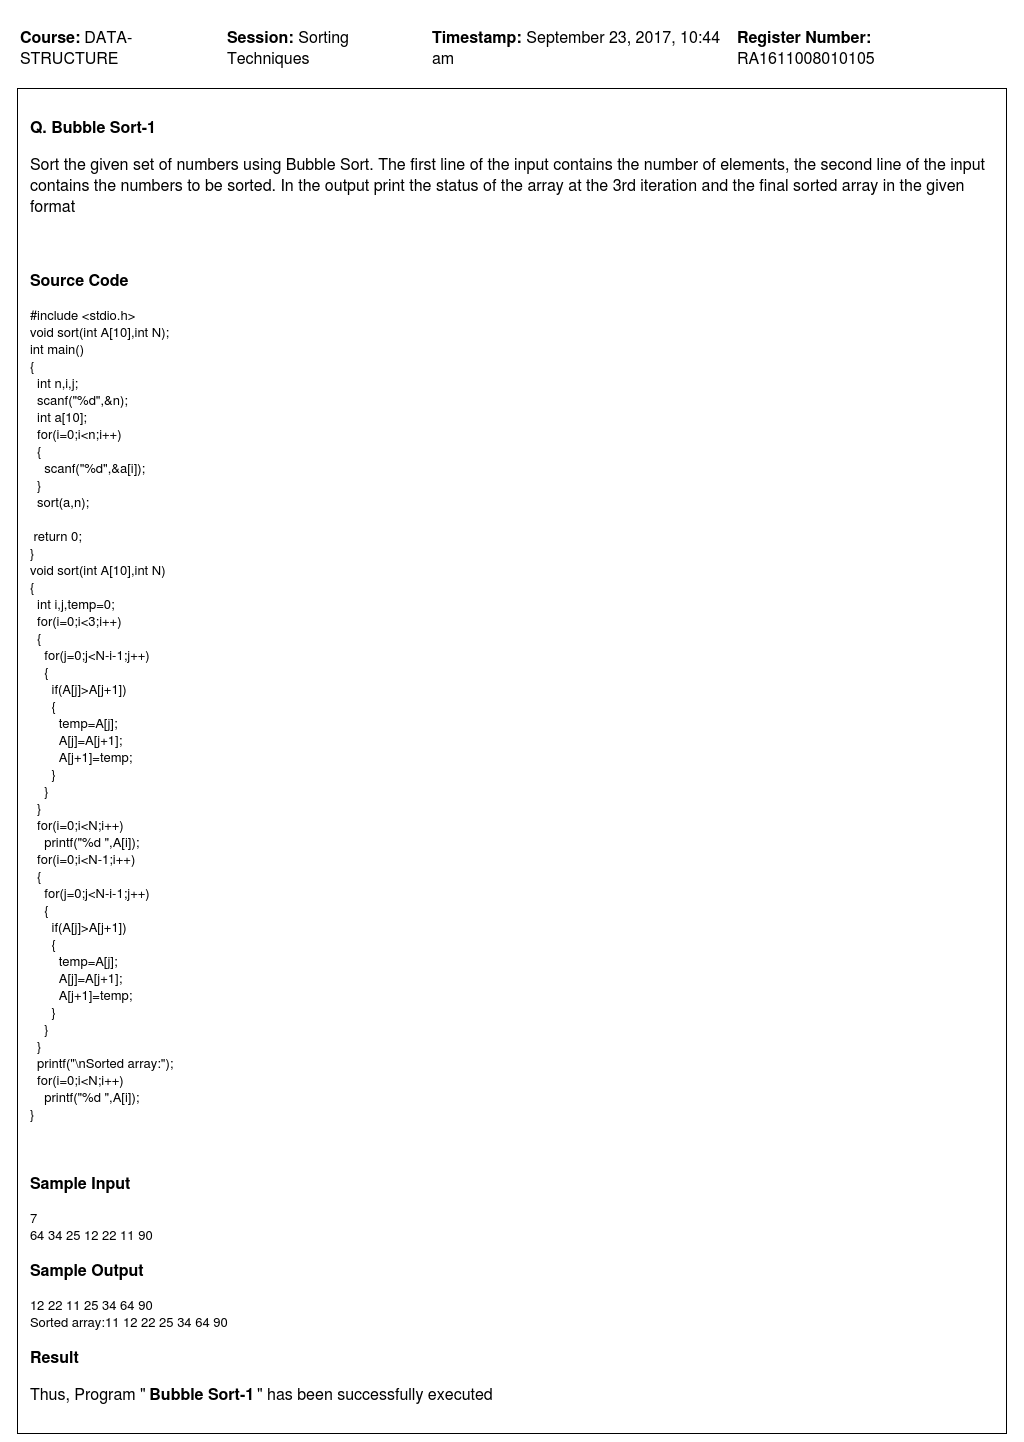 Course: DATA-STRUCTURE
Session: Sorting Techniques
Timestamp: September 23, 2017, 10:44 am
Register Number: RA1611008010105
Q. Bubble Sort-1
Sort the given set of numbers using Bubble Sort. The first line of the input contains the number of elements, the second line of the input
contains the numbers to be sorted. In the output print the status of the array at the 3rd iteration and the final sorted array in the given
format
Source Code
#include <stdio.h>
void sort(int A[10],int N);
int main()
{
  int n,i,j;
  scanf("%d",&n);
  int a[10];
  for(i=0;i<n;i++)
  {
    scanf("%d",&a[i]);
  }
  sort(a,n);
 return 0;
}
void sort(int A[10],int N)
{
  int i,j,temp=0;
  for(i=0;i<3;i++)
  {
    for(j=0;j<N-i-1;j++)
    {
      if(A[j]>A[j+1])
      {
        temp=A[j];
        A[j]=A[j+1];
        A[j+1]=temp;
      }
    }
  }
  for(i=0;i<N;i++)
    printf("%d ",A[i]);
  for(i=0;i<N-1;i++)
  {
    for(j=0;j<N-i-1;j++)
    {
      if(A[j]>A[j+1])
      {
        temp=A[j];
        A[j]=A[j+1];
        A[j+1]=temp;
      }
    }
  }
  printf("\nSorted array:");
  for(i=0;i<N;i++)
    printf("%d ",A[i]);
}
Sample Input
7
64 34 25 12 22 11 90
Sample Output
12 22 11 25 34 64 90
Sorted array:11 12 22 25 34 64 90
Result
Thus, Program " Bubble Sort-1 " has been successfully executed